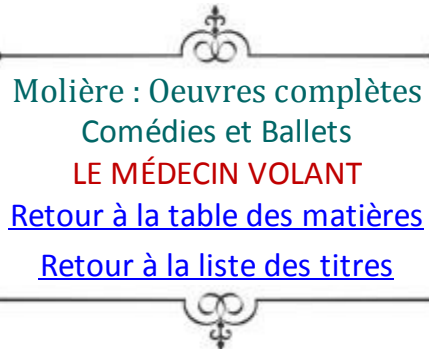 Molière : Oeuvres complètes
Comédies et Ballets
LE MÉDECIN VOLANT
Retour à la table des matières
Retour à la liste des titres